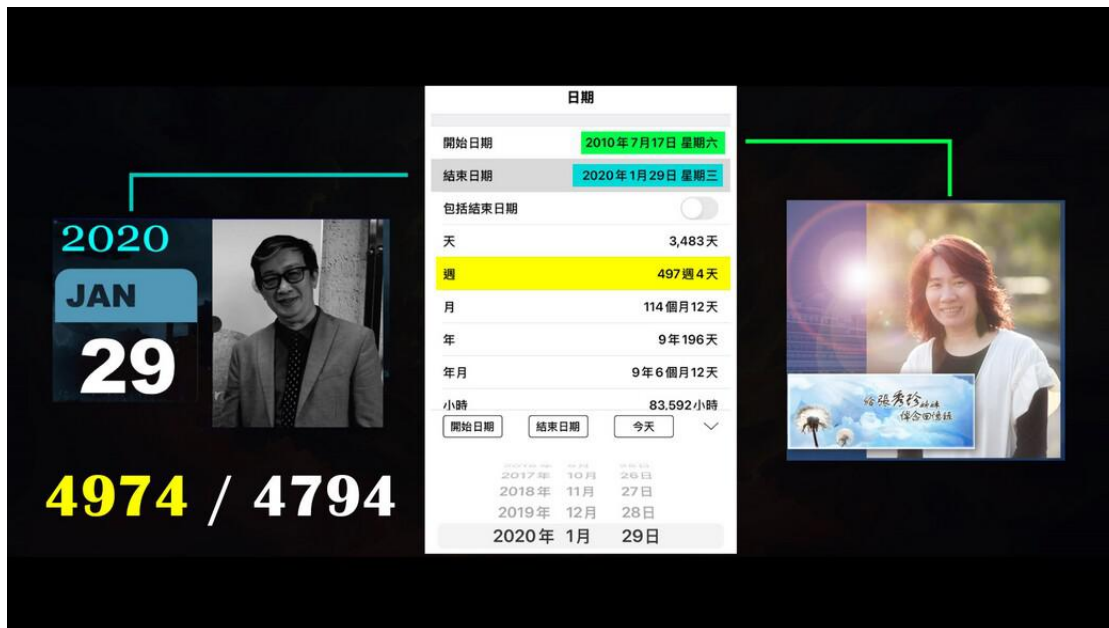 日期
開始日期 2010年7月17日 星期六
結束日期 2020年1月29日 星期三
包括結束日期
天 3,483天
週 497週4天
月 114個月12天
年 9年196天
年月 9年6個月12天
小時 83,592小時
開始日期 結束日期 今天
2017年 10月 26日
2018年 11月 27日
2019年 12月 28日
2020年 1月 29日
2020
JAN
29
4974 / 4794
給張秀珍姊姊
伴合回憶錄